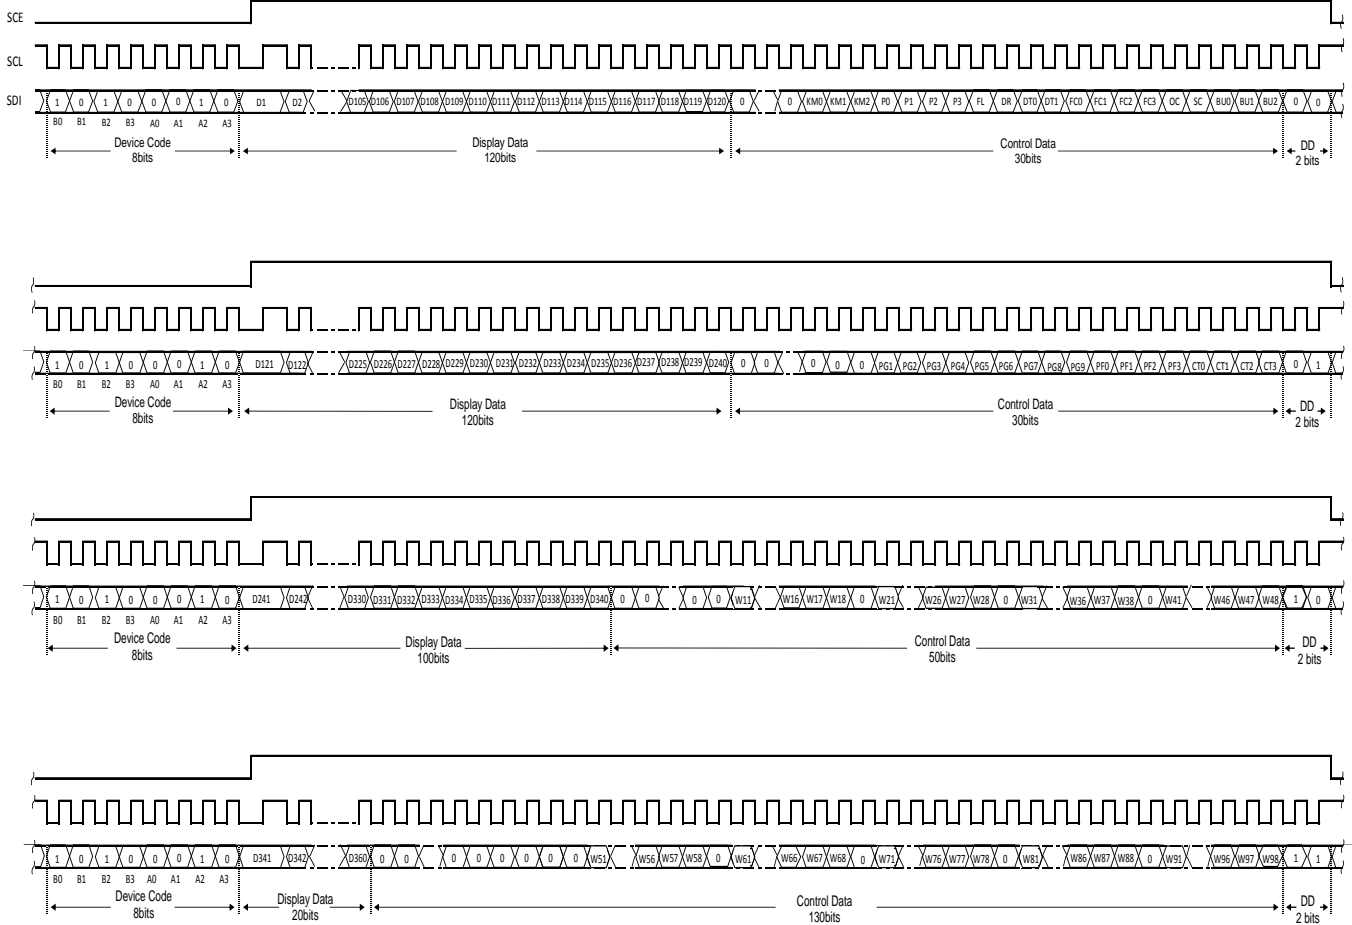 SCE
SCL
SDI 1 0 1 0 0 0 1 0 D1 D2 D105 D106 D107 D108 D109 D110 D111 D112 D113 D114 D115 D116 D117 D118 D119 D120 0 0 KM0 KM1 KM2 P0 P1 P2 P3 FL DR DT0 DT1 FC0 FC1 FC2 FC3 OC SC BU0 BU1 BU2 0 0
B0 B1 B2 B3 A0 A1 A2 A3
Device Code Display Data Control Data DD
8bits 120bits 30bits 2 bits
1 0 1 0 0 0 1 0 D121 D122 D225 D226 D227 D228 D229 D230 D231 D232 D233 D234 D235 D236 D237 D238 D239 D240 0 0 0 0 0 PG1 PG2 PG3 PG4 PG5 PG6 PG7 PG8 PG9 PF0 PF1 PF2 PF3 CT0 CT1 CT2 CT3 0 1
B0 B1 B2 B3 A0 A1 A2 A3
Device Code Display Data Control Data DD
8bits 120bits 30bits 2 bits
1 0 1 0 0 0 1 0 D241 D242 D330 D331 D332 D333 D334 D335 D336 D337 D338 D339 D340 0 0 0 0 W11 W16 W17 W18 0 W21 W26 W27 W28 0 W31 W36 W37 W38 0 W41 W46 W47 W48 1 0
B0 B1 B2 B3 A0 A1 A2 A3
Device Code Display Data Control Data DD
8bits 100bits 50bits 2 bits
1 0 1 0 0 0 1 0 D341 D342 D360 0 0 0 0 0 0 0 0 W51 W56 W57 W58 0 W61 W66 W67 W68 0 W71 W76 W77 W78 0 W81 W86 W87 W88 0 W91 W96 W97 W98 1 1
B0 B1 B2 B3 A0 A1 A2 A3
Device Code Display Data Control Data DD
8bits 20bits 130bits 2 bits